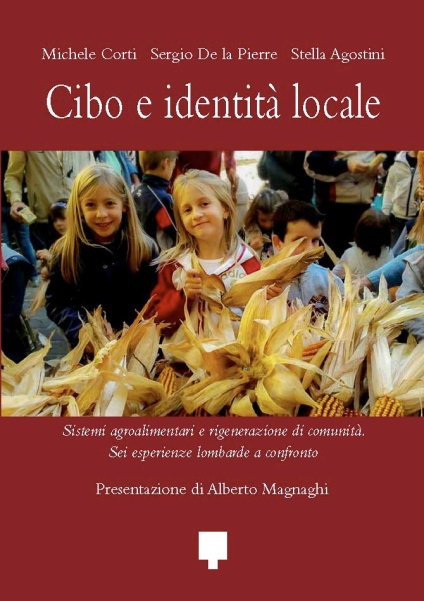 Michele Corti Sergio De la Pierre Stella Agostini
Cibo e identità locale
Sistemi agroalimentari e rigenerazione di comunità.
Sei esperienze lombarde a confronto
Presentazione di Alberto Magnaghi